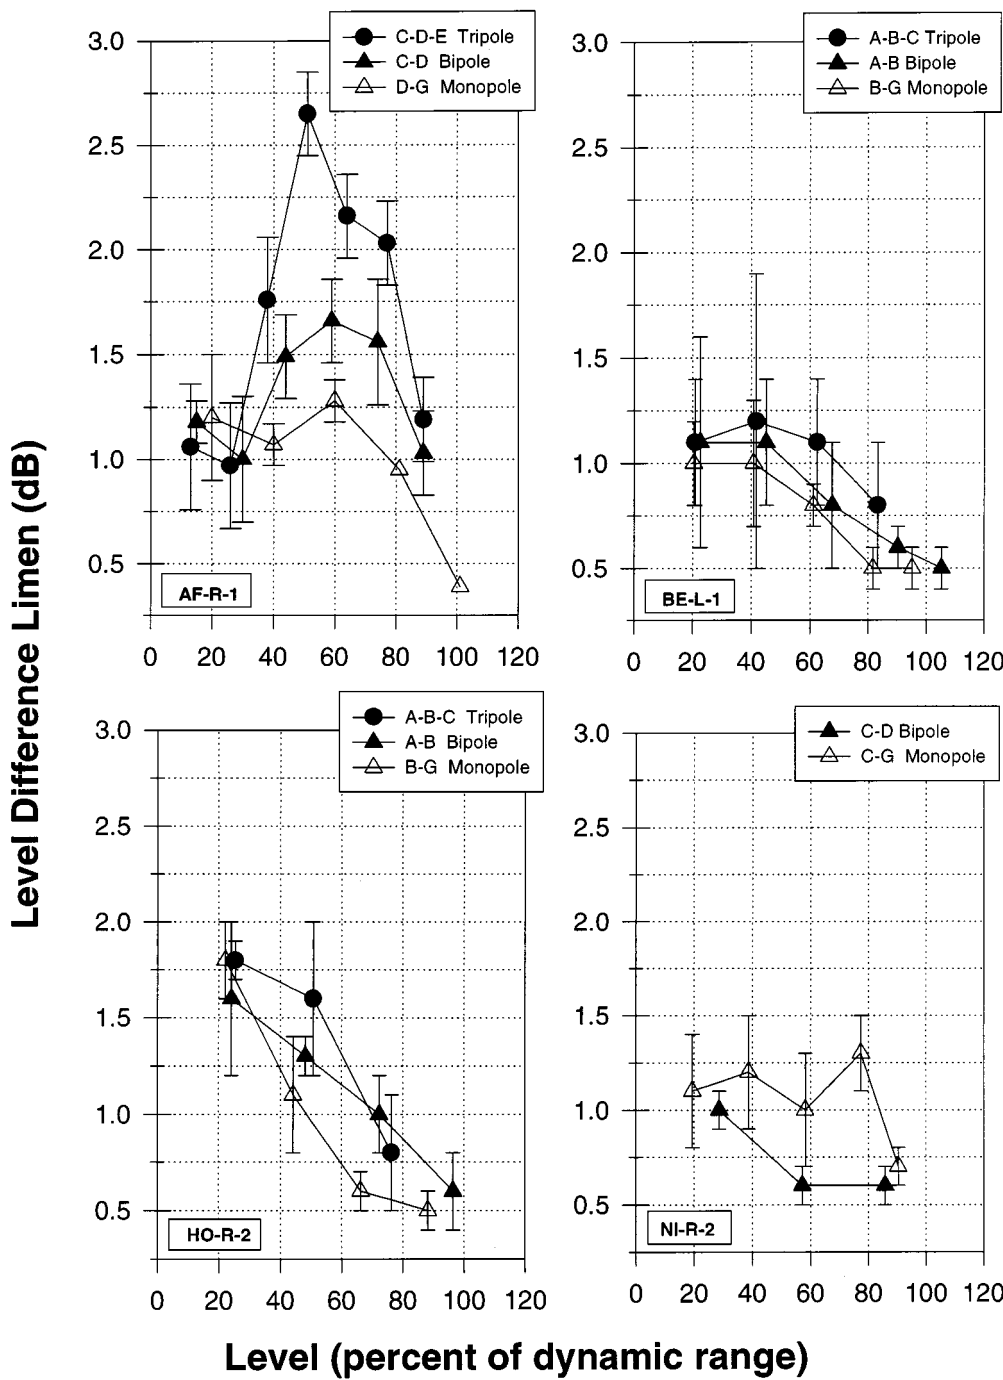 Level Difference Limen (dB)
C-D-E Tripole
C-D Bipole
D-G Monopole
3.0
2.5
2.0
1.5
1.0
0.5
AF-R-1
0 20 40 60 80 100 120
A-B-C Tripole
A-B Bipole
B-G Monopole
3.0
2.5
2.0
1.5
1.0
0.5
BE-L-1
0 20 40 60 80 100 120
A-B-C Tripole
A-B Bipole
B-G Monopole
3.0
2.5
2.0
1.5
1.0
0.5
HO-R-2
0 20 40 60 80 100 120
C-D Bipole
C-G Monopole
3.0
2.5
2.0
1.5
1.0
0.5
NI-R-2
0 20 40 60 80 100 120
Level (percent of dynamic range)